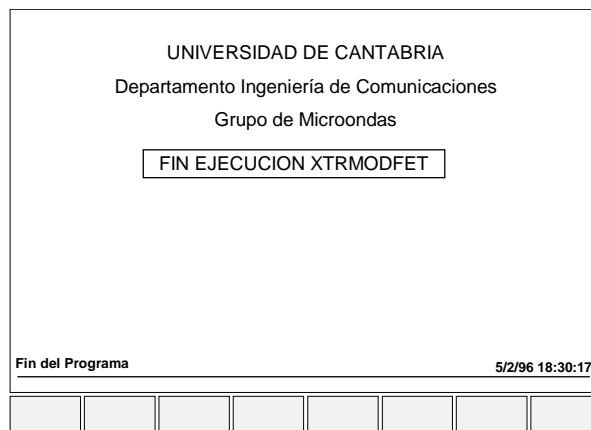 UNIVERSIDAD DE CANTABRIA
Departamento Ingeniería de Comunicaciones
Grupo de Microondas
FIN EJECUCION XTRMODFET
Fin del Programa 5/2/96 18:30:17